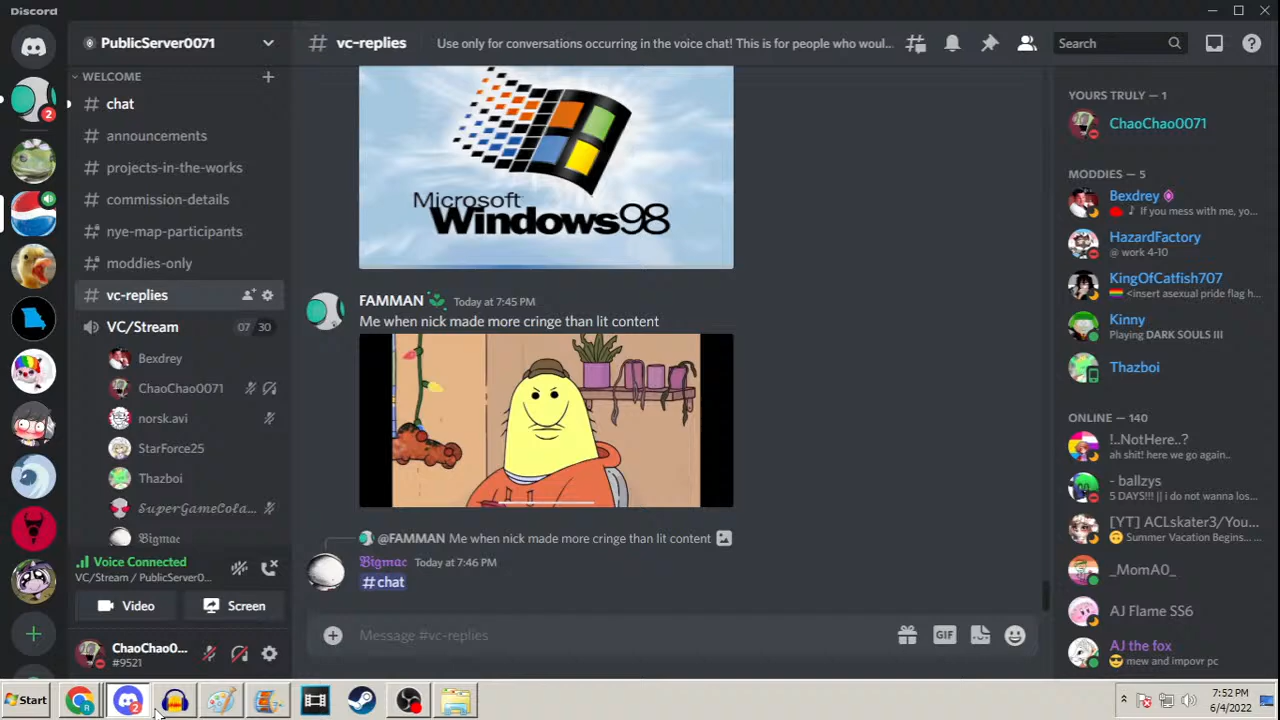 Discord
PublicServer0071
WELCOME
chat
announcements
projects-in-the-works
commission-details
nye-map-participants
moddies-only
vc-replies
VC/Stream 07 30
Bexdrey
ChaoChao0071
norsk.avi
StarForce25
Thazboi
SuperGameCola...
Bigmac
Voice Connected
VC/Stream / PublicServer0...
Video Screen
ChaoChao0...
#9521
2
# vc-replies Use only for conversations occurring in the voice chat! This is for people who woul... Search
Microsoft
Windows98
FAMMAN Today at 7:45 PM
Me when nick made more cringe than lit content
@FAMMAN Me when nick made more cringe than lit content
Bigmac Today at 7:46 PM
#chat
Message #vc-replies
GIF
YOURS TRULY — 1
ChaoChao0071
MODDIES — 5
Bexdrey
If you mess with me, yo...
HazardFactory
@ work 4-10
KingOfCatfish707
<insert asexual pride flag h...
Kinny
Playing DARK SOULS III
Thazboi
ONLINE — 140
!..NotHere..?
ah shit! here we go again..
- ballzys
5 DAYS!!! || i do not wanna los...
[YT] ACLskater3/You...
Summer Vacation Begins...
_MomA0_
AJ Flame SS6
AJ the fox
mew and impovr pc
Start
2
7:52 PM
6/4/2022